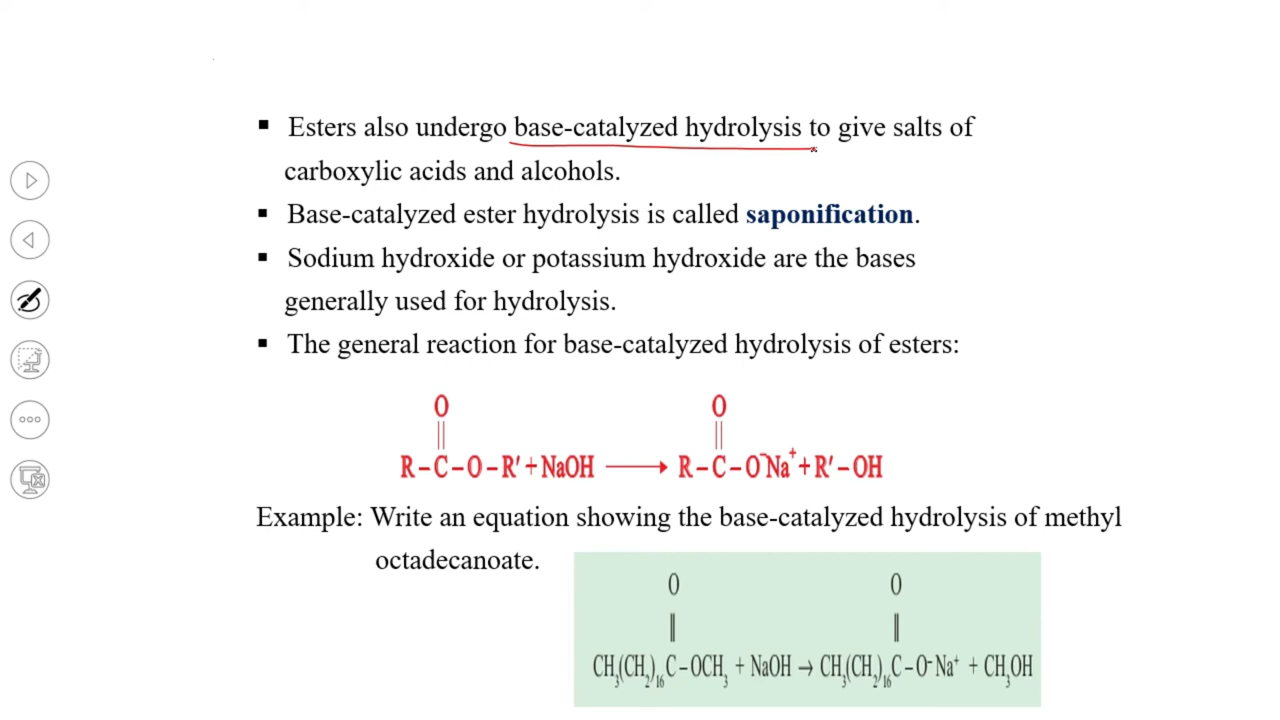 ▪ Esters also undergo base-catalyzed hydrolysis to give salts of
carboxylic acids and alcohols.
▪ Base-catalyzed ester hydrolysis is called saponification.
▪ Sodium hydroxide or potassium hydroxide are the bases
generally used for hydrolysis.
▪ The general reaction for base-catalyzed hydrolysis of esters:
O O
|| ||
R – C – O – R′ + NaOH ⟶ R – C – O⁻Na⁺ + R′ – OH
Example: Write an equation showing the base-catalyzed hydrolysis of methyl
octadecanoate.
O O
|| ||
CH₃(CH₂)₁₆C – OCH₃ + NaOH → CH₃(CH₂)₁₆C – O⁻ Na⁺ + CH₃OH